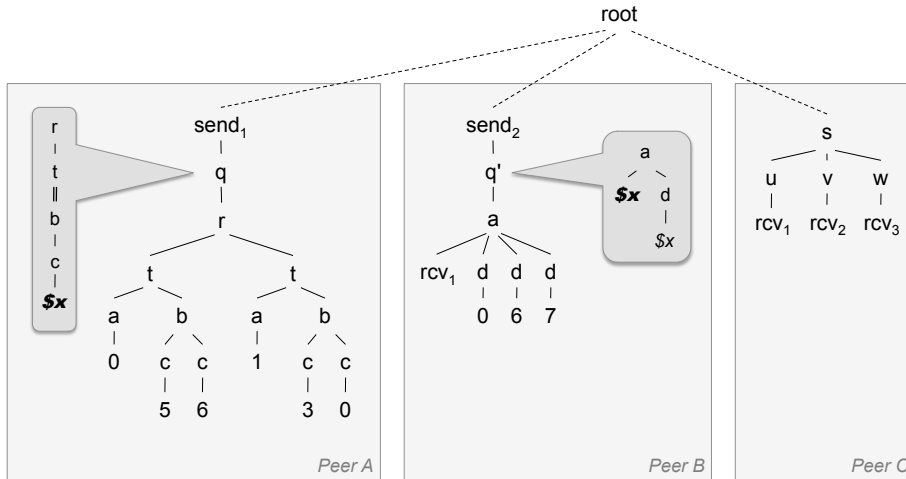 root
send1 send2 s
r a
t q q' $x d u v w
b $x rcv1 rcv2 rcv3
c r a
$x t t rcv1 d d d
a b a b 0 6 7
0 c c 1 c c
5 6 3 0
Peer A Peer B Peer C